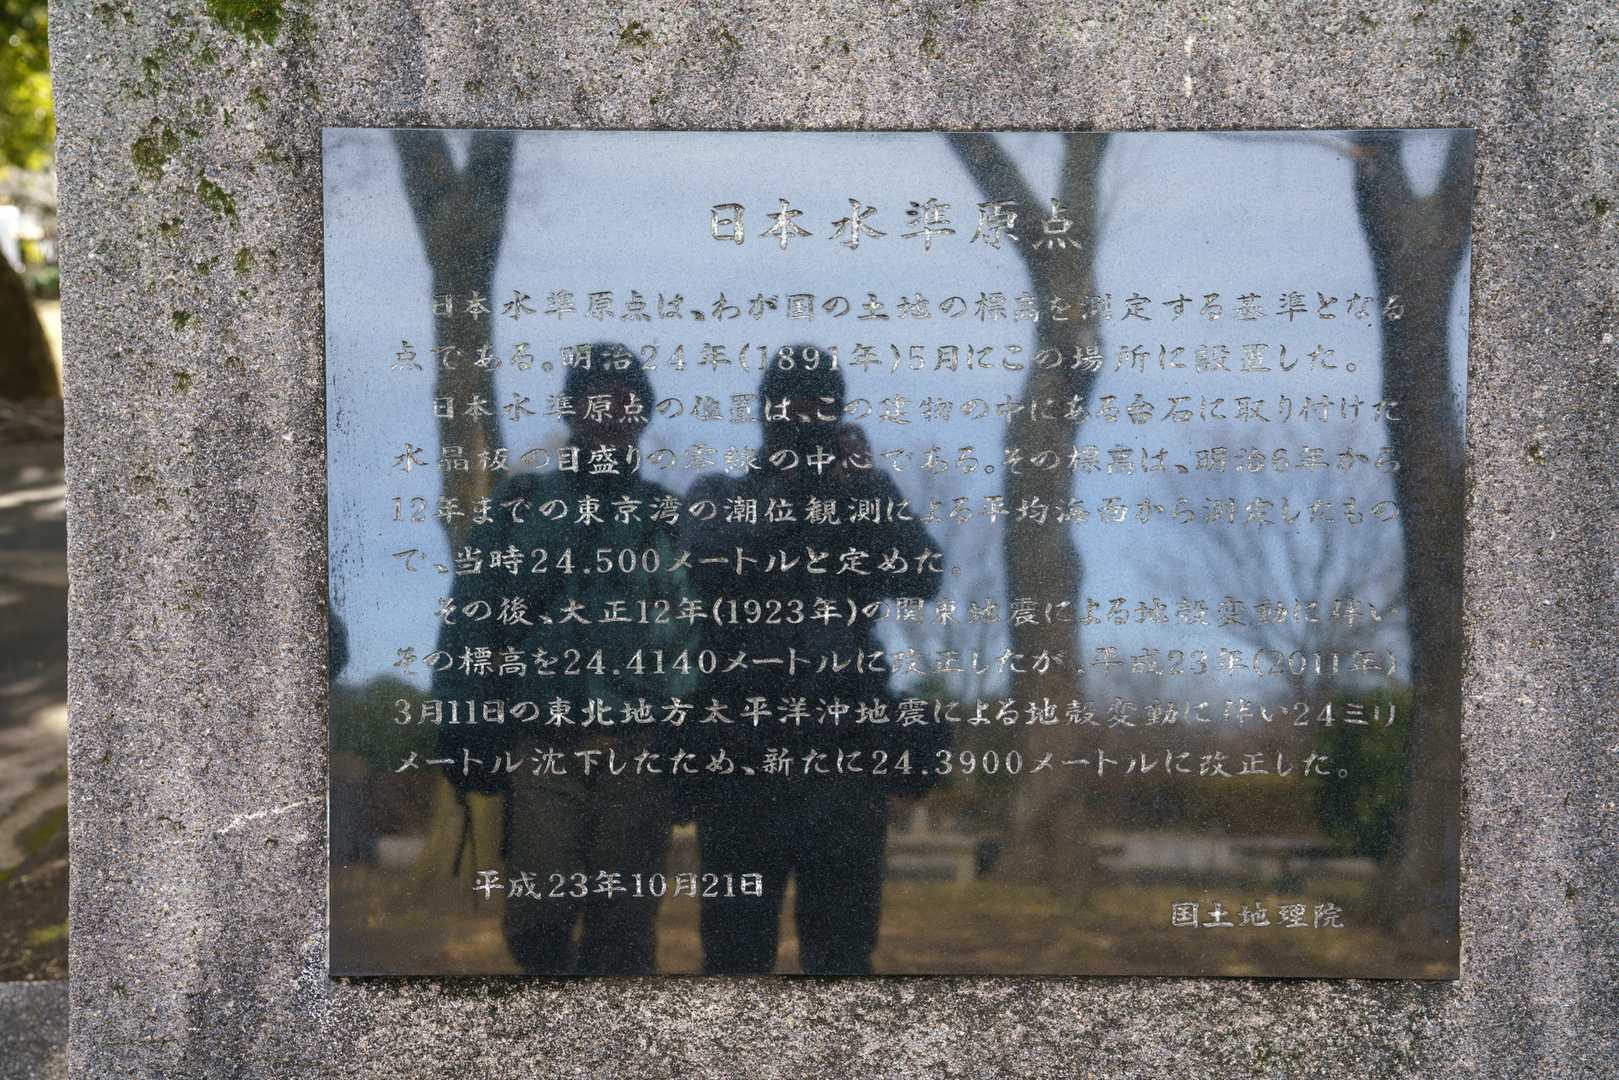 日本水準原点
日本水準原点は、わが国の土地の標高を測定する基準となる
点である。明治24年(1891年)5月にこの場所に設置した。
日本水準原点の位置は、この建物の中にある台石に取り付けた
水晶板の目盛りの零線の中心である。その標高は、明治6年から
12年までの東京湾の潮位観測による平均海面から測定したもの
で、当時24.500メートルと定めた。
その後、大正12年(1923年)の関東地震による地殻変動に伴い
その標高を24.4140メートルに改正したが、平成23年(2011年)
3月11日の東北地方太平洋沖地震による地殻変動に伴い24ミリ
メートル沈下したため、新たに24.3900メートルに改正した。
平成23年10月21日
国土地理院